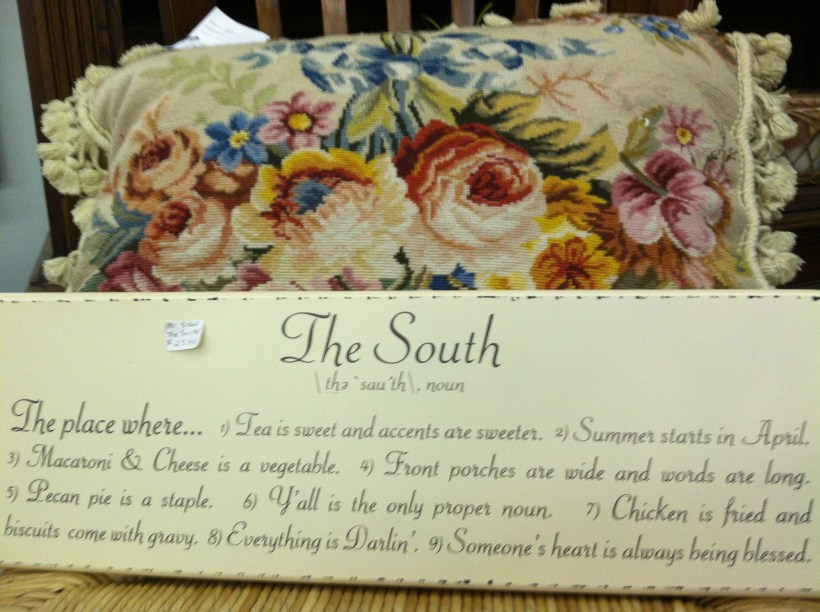 The South
\thə ˈsau̇th\, noun
The place where... 1) Tea is sweet and accents are sweeter. 2) Summer starts in April.
3) Macaroni & Cheese is a vegetable. 4) Front porches are wide and words are long.
5) Pecan pie is a staple. 6) Y'all is the only proper noun. 7) Chicken is fried and
biscuits come with gravy. 8) Everything is Darlin'. 9) Someone's heart is always being blessed.